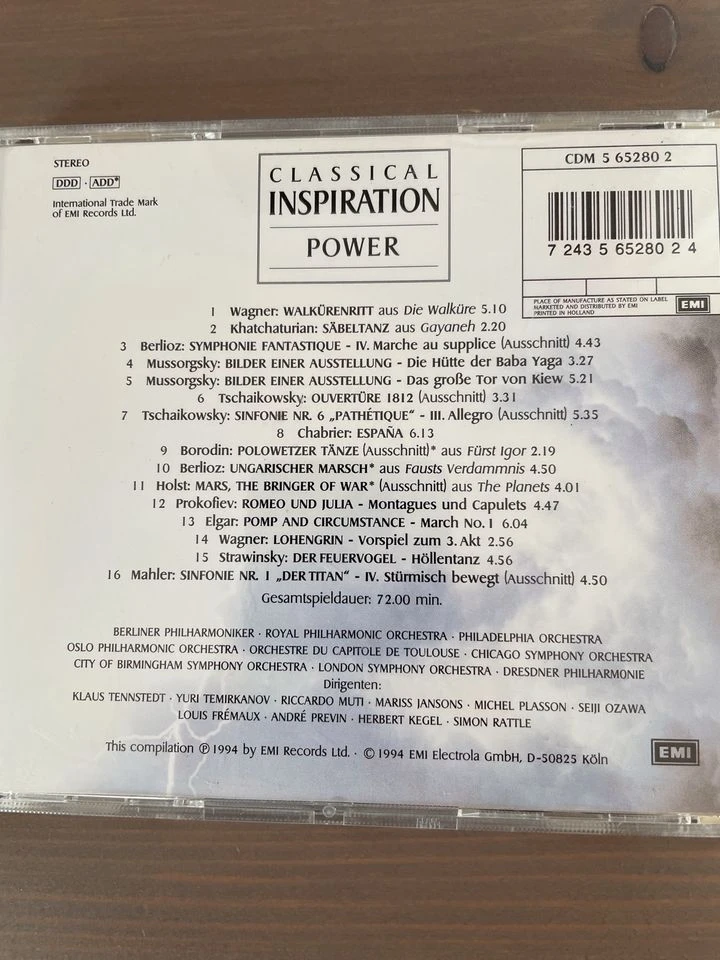 STEREO
DDD · ADD*
International Trade Mark
of EMI Records Ltd.
CLASSICAL
INSPIRATION
POWER
CDM 5 65280 2
7 243 5 65280 2 4
PLACE OF MANUFACTURE AS STATED ON LABEL
MARKETED AND DISTRIBUTED BY EMI
PRINTED IN HOLLAND
EMI
1 Wagner: WALKÜRENRITT aus Die Walküre 5.10
2 Khatchaturian: SÄBELTANZ aus Gayaneh 2.20
3 Berlioz: SYMPHONIE FANTASTIQUE - IV. Marche au supplice (Ausschnitt) 4.43
4 Mussorgsky: BILDER EINER AUSSTELLUNG - Die Hütte der Baba Yaga 3.27
5 Mussorgsky: BILDER EINER AUSSTELLUNG - Das große Tor von Kiew 5.21
6 Tschaikowsky: OUVERTÜRE 1812 (Ausschnitt) 3.31
7 Tschaikowsky: SINFONIE NR. 6 „PATHÉTIQUE" - III. Allegro (Ausschnitt) 5.35
8 Chabrier: ESPAÑA 6.13
9 Borodin: POLOWETZER TÄNZE (Ausschnitt)* aus Fürst Igor 2.19
10 Berlioz: UNGARISCHER MARSCH* aus Fausts Verdammnis 4.50
11 Holst: MARS, THE BRINGER OF WAR* (Ausschnitt) aus The Planets 4.01
12 Prokofiev: ROMEO UND JULIA - Montagues und Capulets 4.47
13 Elgar: POMP AND CIRCUMSTANCE - March No. 1 6.04
14 Wagner: LOHENGRIN - Vorspiel zum 3. Akt 2.56
15 Strawinsky: DER FEUERVOGEL - Höllentanz 4.56
16 Mahler: SINFONIE NR. 1 „DER TITAN" - IV. Stürmisch bewegt (Ausschnitt) 4.50
Gesamtspieldauer: 72.00 min.
BERLINER PHILHARMONIKER · ROYAL PHILHARMONIC ORCHESTRA · PHILADELPHIA ORCHESTRA
OSLO PHILHARMONIC ORCHESTRA · ORCHESTRE DU CAPITOLE DE TOULOUSE · CHICAGO SYMPHONY ORCHESTRA
CITY OF BIRMINGHAM SYMPHONY ORCHESTRA · LONDON SYMPHONY ORCHESTRA · DRESDNER PHILHARMONIE
Dirigenten:
KLAUS TENNSTEDT · YURI TEMIRKANOV · RICCARDO MUTI · MARISS JANSONS · MICHEL PLASSON · SEIJI OZAWA
LOUIS FRÉMAUX · ANDRÉ PREVIN · HERBERT KEGEL · SIMON RATTLE
This compilation ℗ 1994 by EMI Records Ltd. · © 1994 EMI Electrola GmbH, D-50825 Köln
EMI